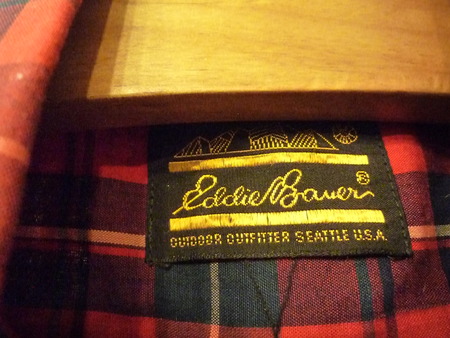 Eddie Bauer®
OUTDOOR OUTFITTER SEATTLE U.S.A.